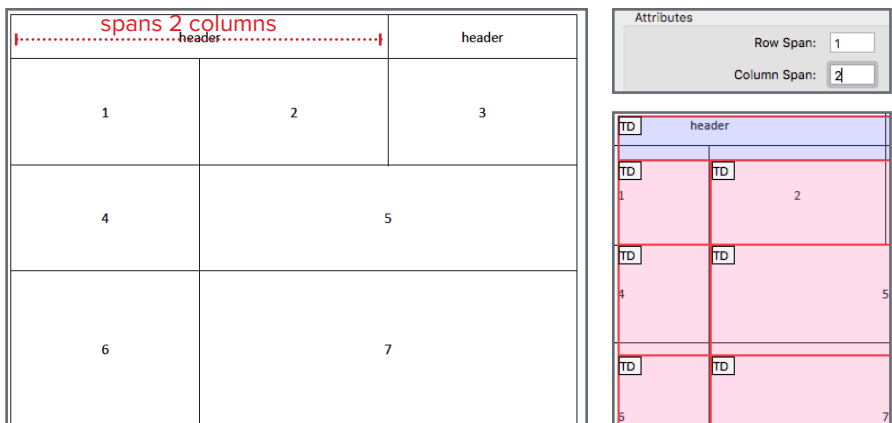 spans 2 columns
header header
1 2 3
4 5
6 7
Attributes
Row Span: 1
Column Span: 2
TD header
TD TD
1 2
TD TD
4 5
TD TD
6 7